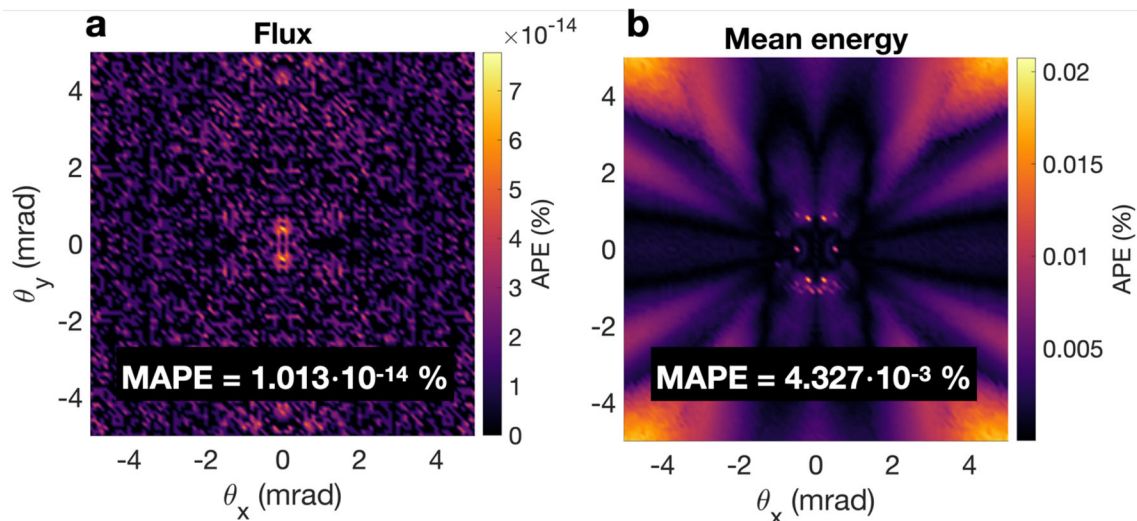 a
Flux
×10⁻¹⁴
4
2
0
-2
-4
θy (mrad)
-4 -2 0 2 4
θx (mrad)
7
6
5
4
3
2
1
0
APE (%)
MAPE = 1.013·10⁻¹⁴ %
b
Mean energy
4
2
0
-2
-4
-4 -2 0 2 4
θx (mrad)
0.02
0.015
0.01
0.005
APE (%)
MAPE = 4.327·10⁻³ %